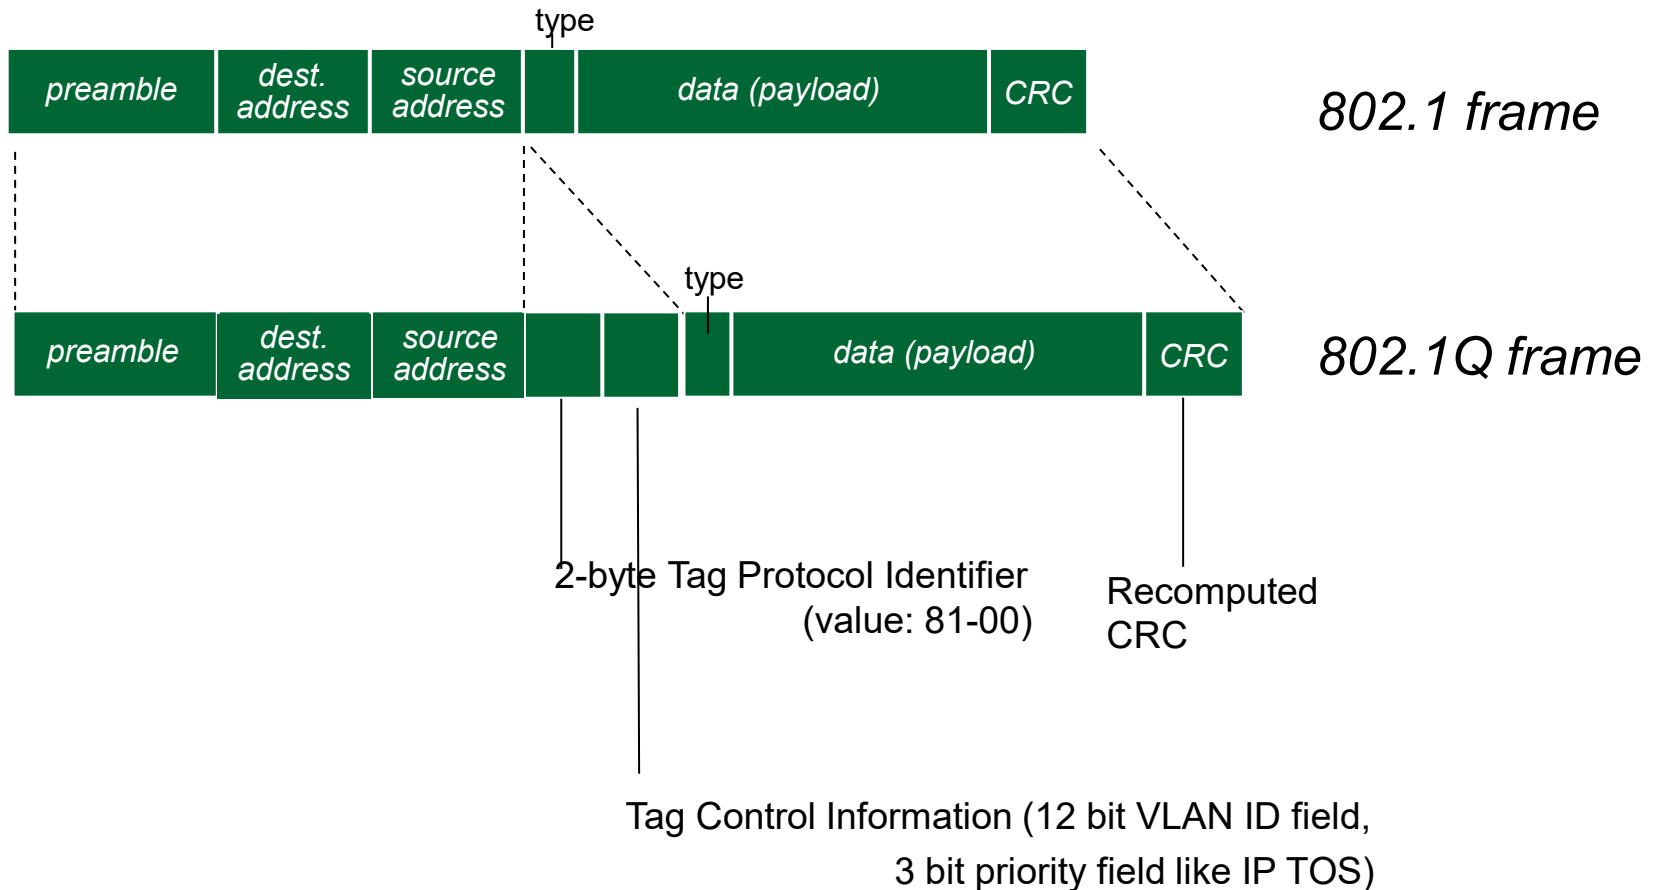 type
preamble
dest.
address
source
address
data (payload)
CRC
802.1 frame
type
preamble
dest.
address
source
address
data (payload)
CRC
802.1Q frame
2-byte Tag Protocol Identifier
(value: 81-00)
Recomputed
CRC
Tag Control Information (12 bit VLAN ID field,
3 bit priority field like IP TOS)